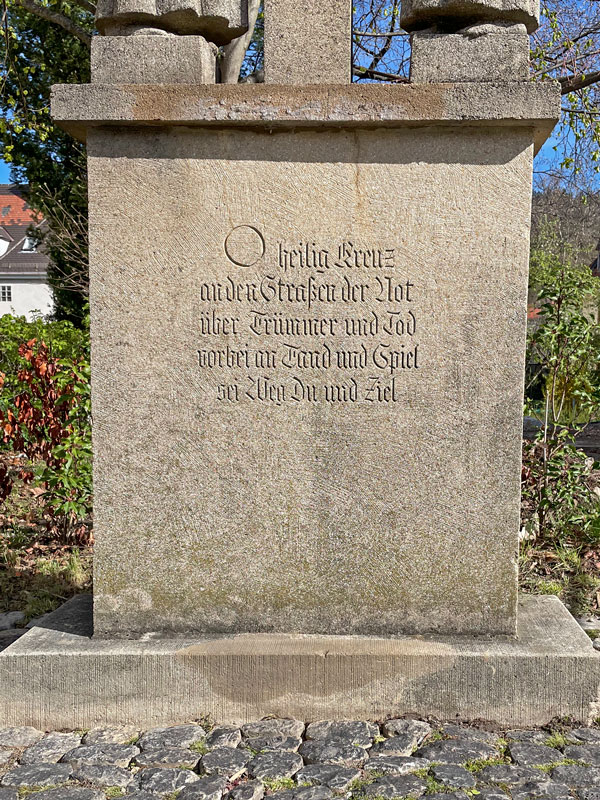 O heilig Kreuz
an den Straßen der Not
über Trümmer und Tod
vorbei an Tand und Spiel
sei Weg Du und Ziel